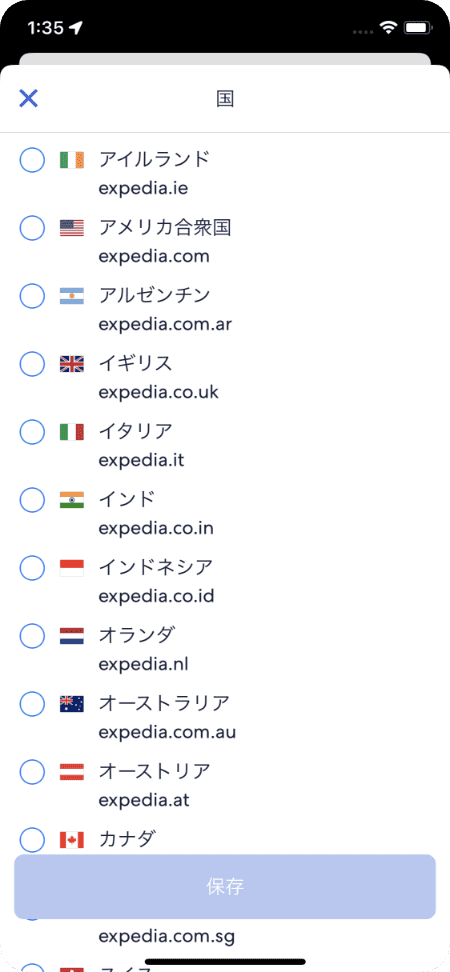 1:35
国
アイルランド
expedia.ie
アメリカ合衆国
expedia.com
アルゼンチン
expedia.com.ar
イギリス
expedia.co.uk
イタリア
expedia.it
インド
expedia.co.in
インドネシア
expedia.co.id
オランダ
expedia.nl
オーストラリア
expedia.com.au
オーストリア
expedia.at
カナダ
保存
expedia.com.sg